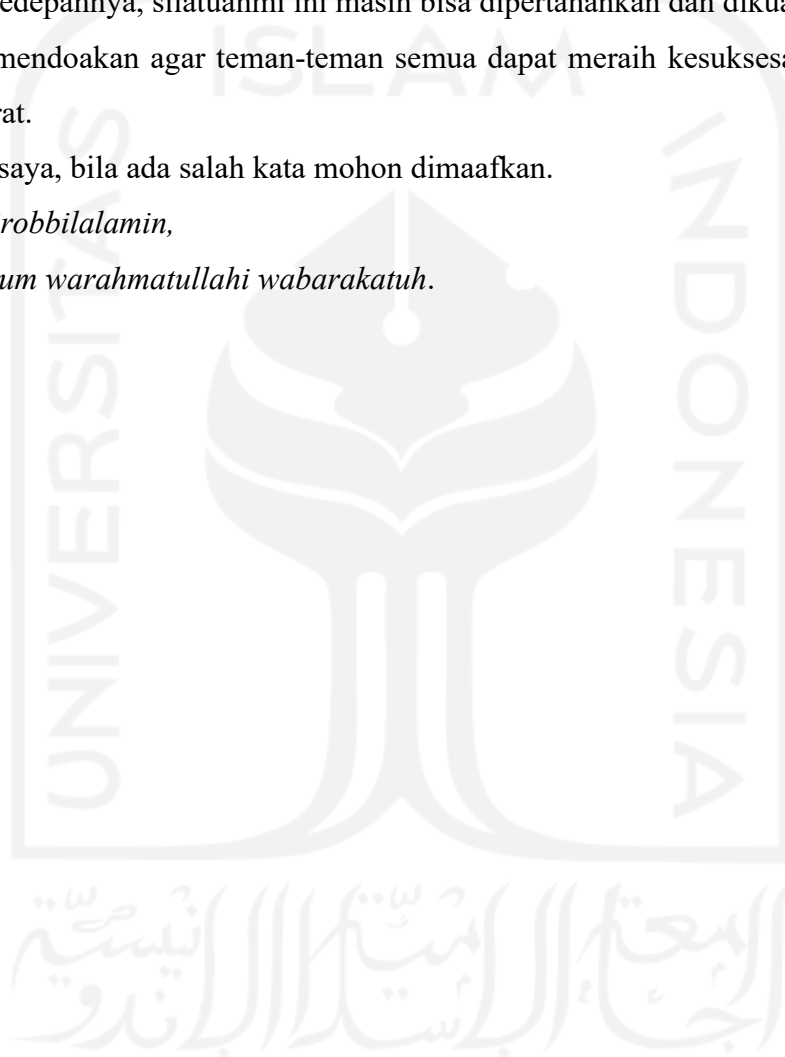 edepannya, silatuahmi ini masih bisa dipertahankan dan dikua
mendoakan agar teman-teman semua dapat meraih kesuksesa
rat.
saya, bila ada salah kata mohon dimaafkan.
robbilalamin,
um warahmatullahi wabarakatuh.
ISLAM
UNIVERSITAS
INDONESIA